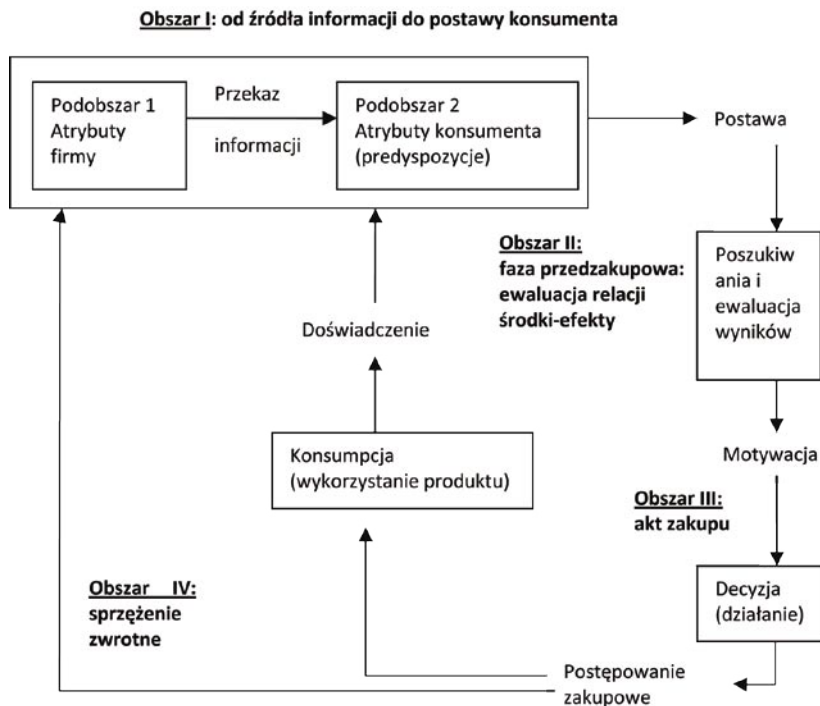 Obszar I: od źródła informacji do postawy konsumenta
Podobszar 1
Atrybuty
firmy
Przekaz
informacji
Podobszar 2
Atrybuty konsumenta
(predyspozycje)
Postawa
Obszar II:
faza przedzakupowa:
ewaluacja relacji
środki-efekty
Poszukiw
ania i
ewaluacja
wyników
Doświadczenie
Konsumpcja
(wykorzystanie produktu)
Motywacja
Obszar III:
akt zakupu
Obszar IV:
sprzężenie
zwrotne
Decyzja
(działanie)
Postępowanie
zakupowe